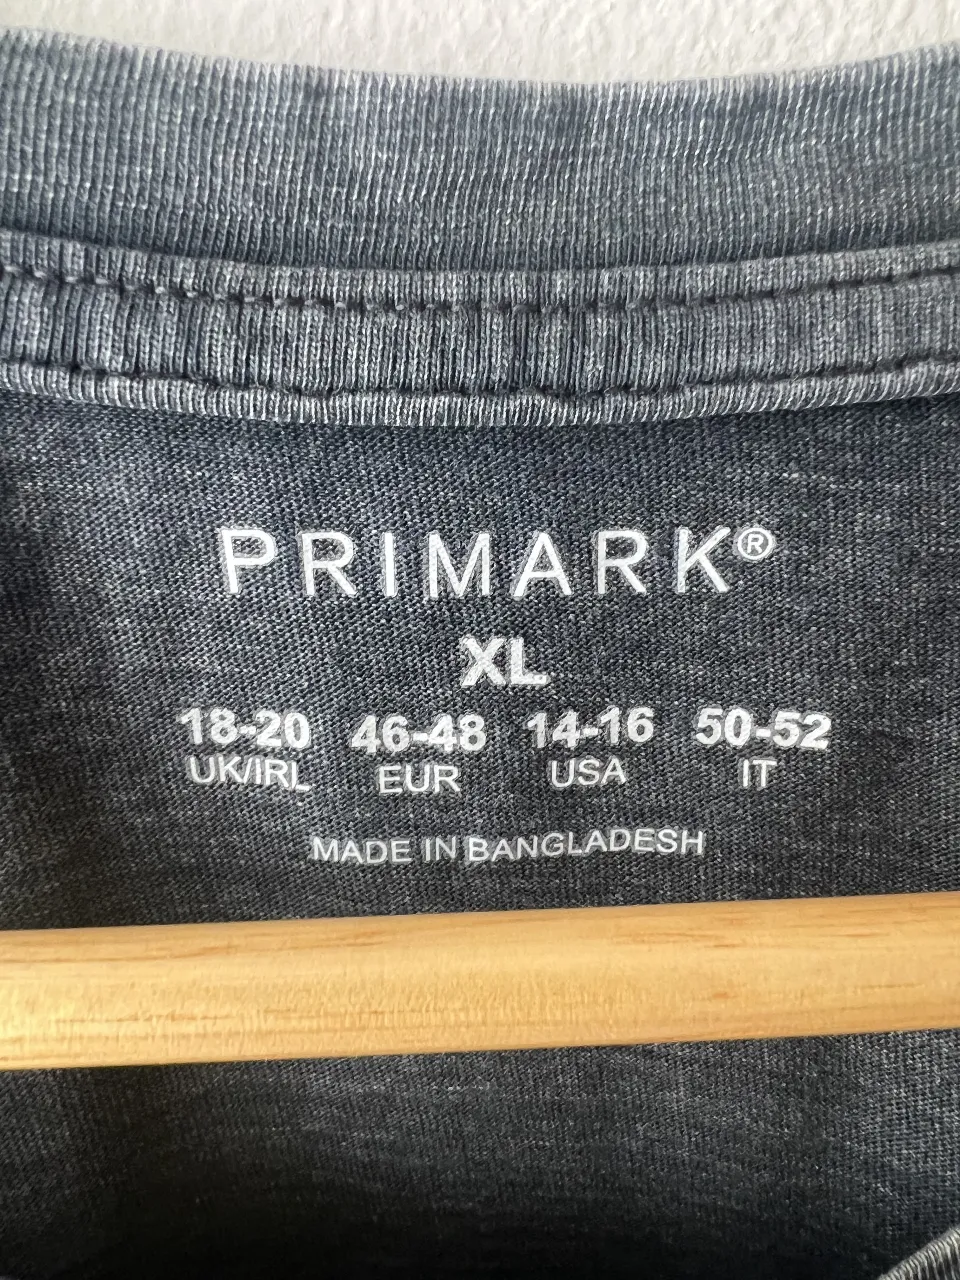 PRIMARK®
XL
18-20 46-48 14-16 50-52
UK/IRL EUR USA IT
MADE IN BANGLADESH